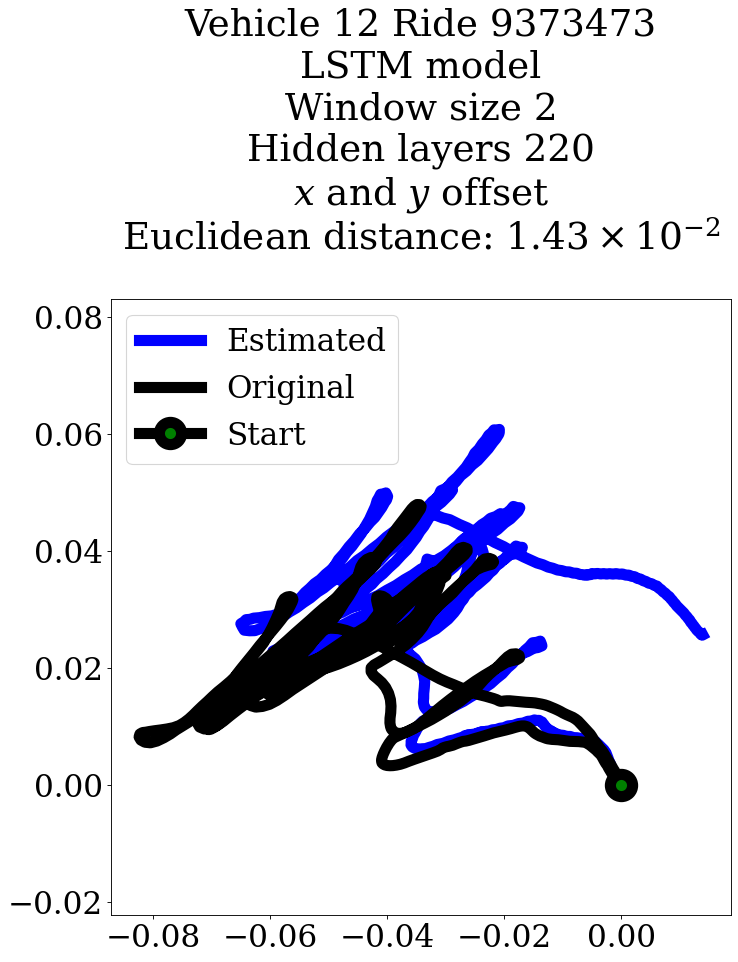 Vehicle 12 Ride 9373473
LSTM model
Window size 2
Hidden layers 220
x and y offset
Euclidean distance: 1.43 × 10⁻²
Estimated
Original
Start
0.08
0.06
0.04
0.02
0.00
−0.02
−0.08 −0.06 −0.04 −0.02 0.00